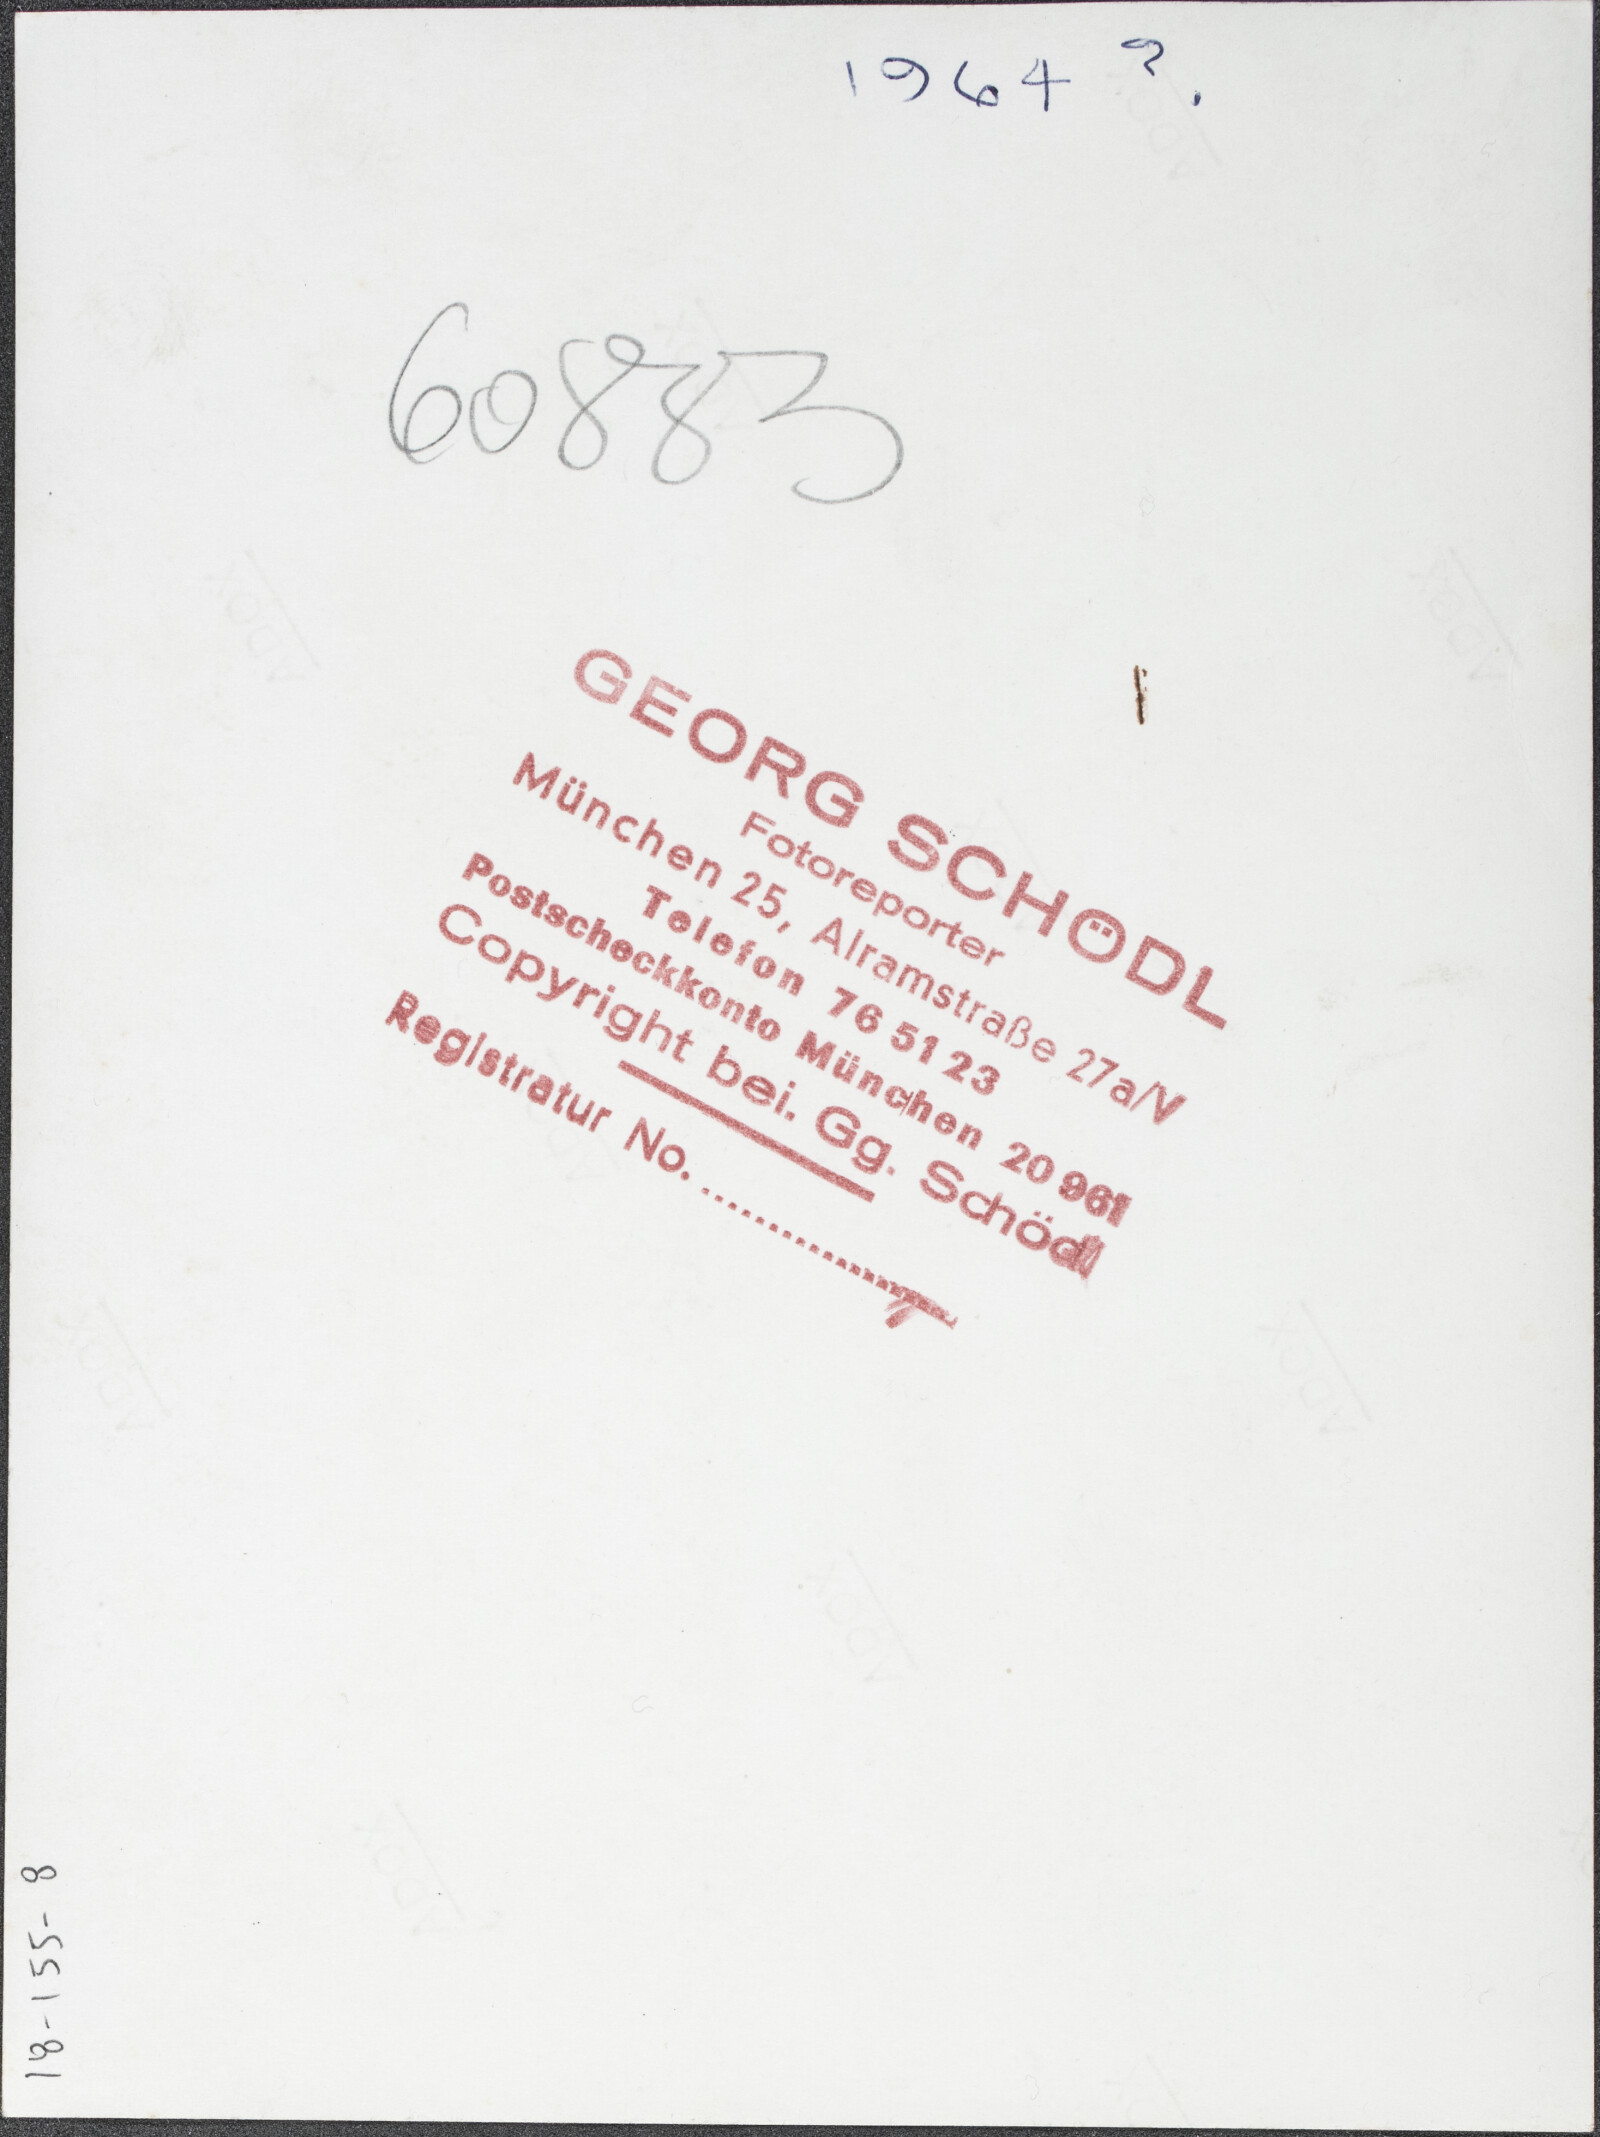 1964 ?.
60883
GEORG SCHÖDL
Fotoreporter
München 25, Alramstraße 27a/V
Telefon 76 51 23
Postscheckkonto München 20 961
Copyright bei. Gg. Schödl
Registratur No. ....................
18-155-8